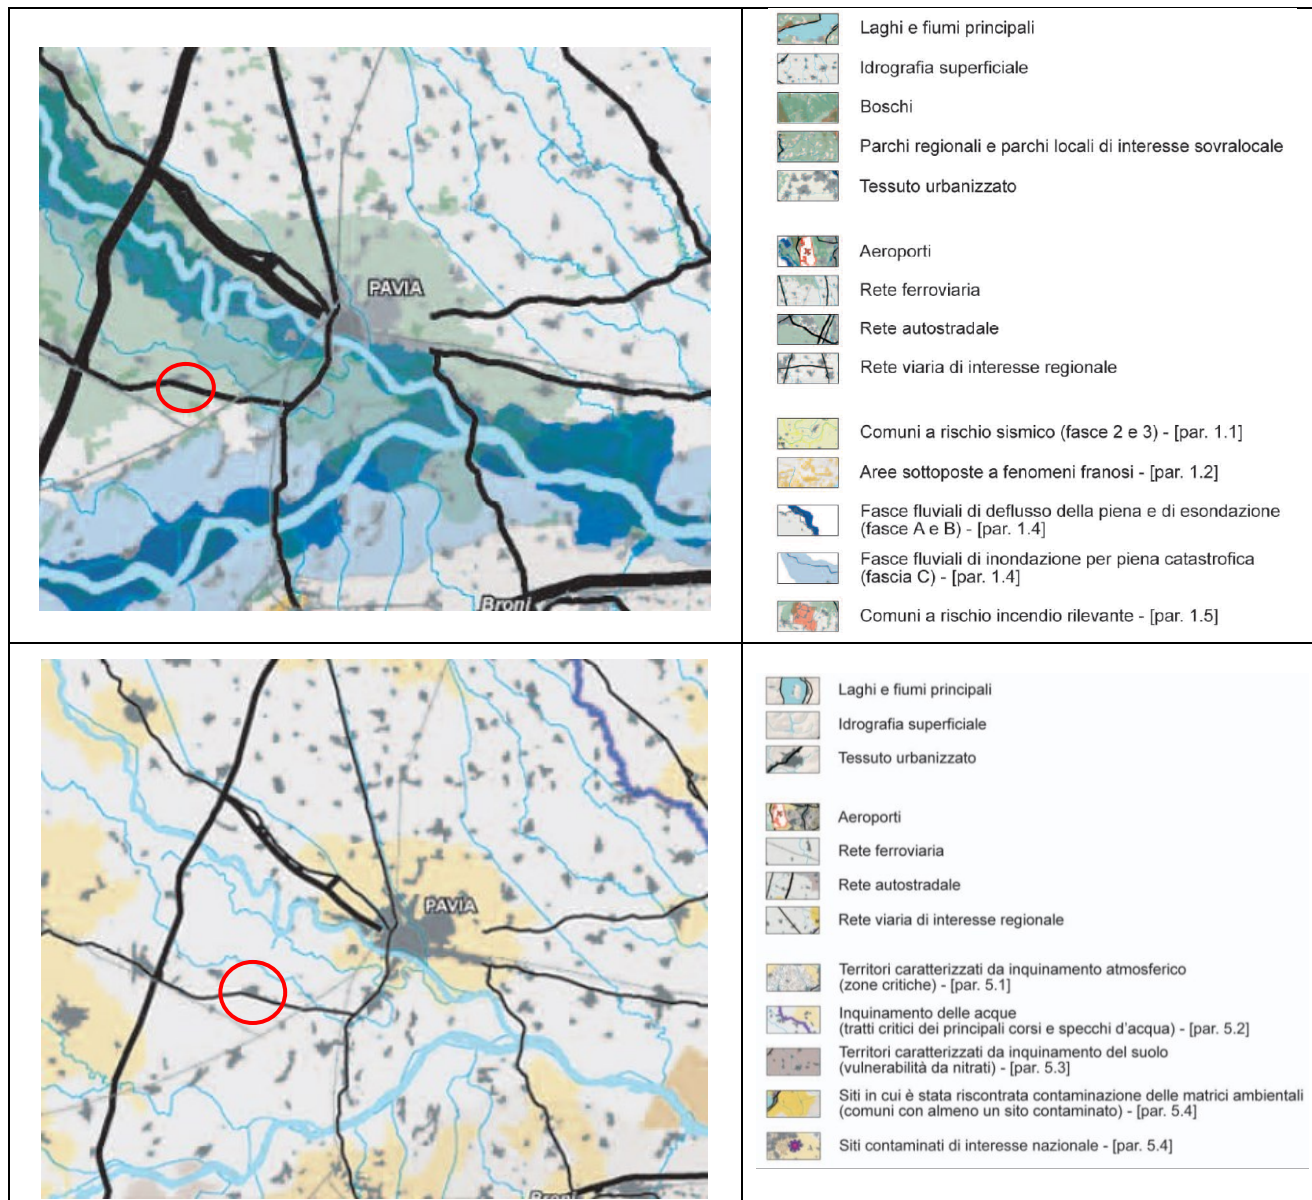 PAVIA
Broni
Laghi e fiumi principali
Idrografia superficiale
Boschi
Parchi regionali e parchi locali di interesse sovralocale
Tessuto urbanizzato
Aeroporti
Rete ferroviaria
Rete autostradale
Rete viaria di interesse regionale
Comuni a rischio sismico (fasce 2 e 3) - [par. 1.1]
Aree sottoposte a fenomeni franosi - [par. 1.2]
Fasce fluviali di deflusso della piena e di esondazione
(fasce A e B) - [par. 1.4]
Fasce fluviali di inondazione per piena catastrofica
(fascia C) - [par. 1.4]
Comuni a rischio incendio rilevante - [par. 1.5]
PAVIA
Broni
Laghi e fiumi principali
Idrografia superficiale
Tessuto urbanizzato
Aeroporti
Rete ferroviaria
Rete autostradale
Rete viaria di interesse regionale
Territori caratterizzati da inquinamento atmosferico
(zone critiche) - [par. 5.1]
Inquinamento delle acque
(tratti critici dei principali corsi e specchi d'acqua) - [par. 5.2]
Territori caratterizzati da inquinamento del suolo
(vulnerabilità da nitrati) - [par. 5.3]
Siti in cui è stata riscontrata contaminazione delle matrici ambientali
(comuni con almeno un sito contaminato) - [par. 5.4]
Siti contaminati di interesse nazionale - [par. 5.4]